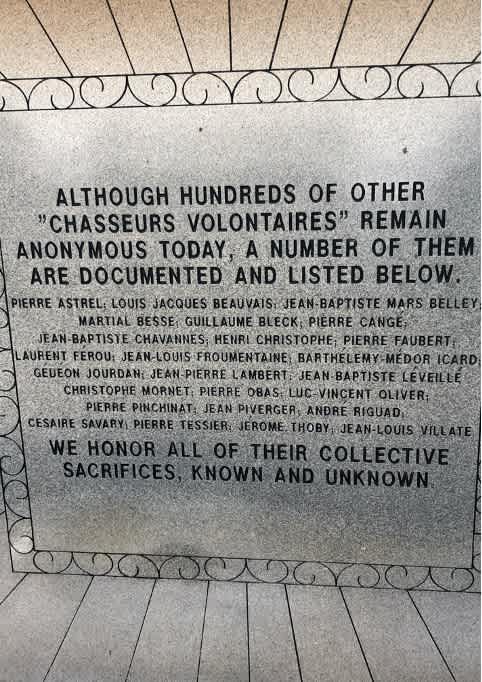 ALTHOUGH HUNDREDS OF OTHER
"CHASSEURS VOLONTAIRES" REMAIN
ANONYMOUS TODAY, A NUMBER OF THEM
ARE DOCUMENTED AND LISTED BELOW.
PIERRE ASTREL; LOUIS JACQUES BEAUVAIS; JEAN-BAPTISTE MARS BELLEY;
MARTIAL BESSE; GUILLAUME BLECK; PIERRE CANGÉ;
JEAN-BAPTISTE CHAVANNES; HENRI CHRISTOPHE; PIERRE FAUBERT;
LAURENT FEROU; JEAN-LOUIS FROUMENTAINE; BARTHELEMY-MÉDOR ICARD;
GÉDÉON JOURDAN; JEAN-PIERRE LAMBERT; JEAN-BAPTISTE LÉVEILLÉ
CHRISTOPHE MORNET; PIERRE OBAS; LUC-VINCENT OLIVER;
PIERRE PINCHINAT; JEAN PIVERGER; ANDRE RIGUAD;
CESAIRE SAVARY; PIERRE TESSIER; JEROME THOBY; JEAN-LOUIS VILLATE
WE HONOR ALL OF THEIR COLLECTIVE
SACRIFICES, KNOWN AND UNKNOWN.